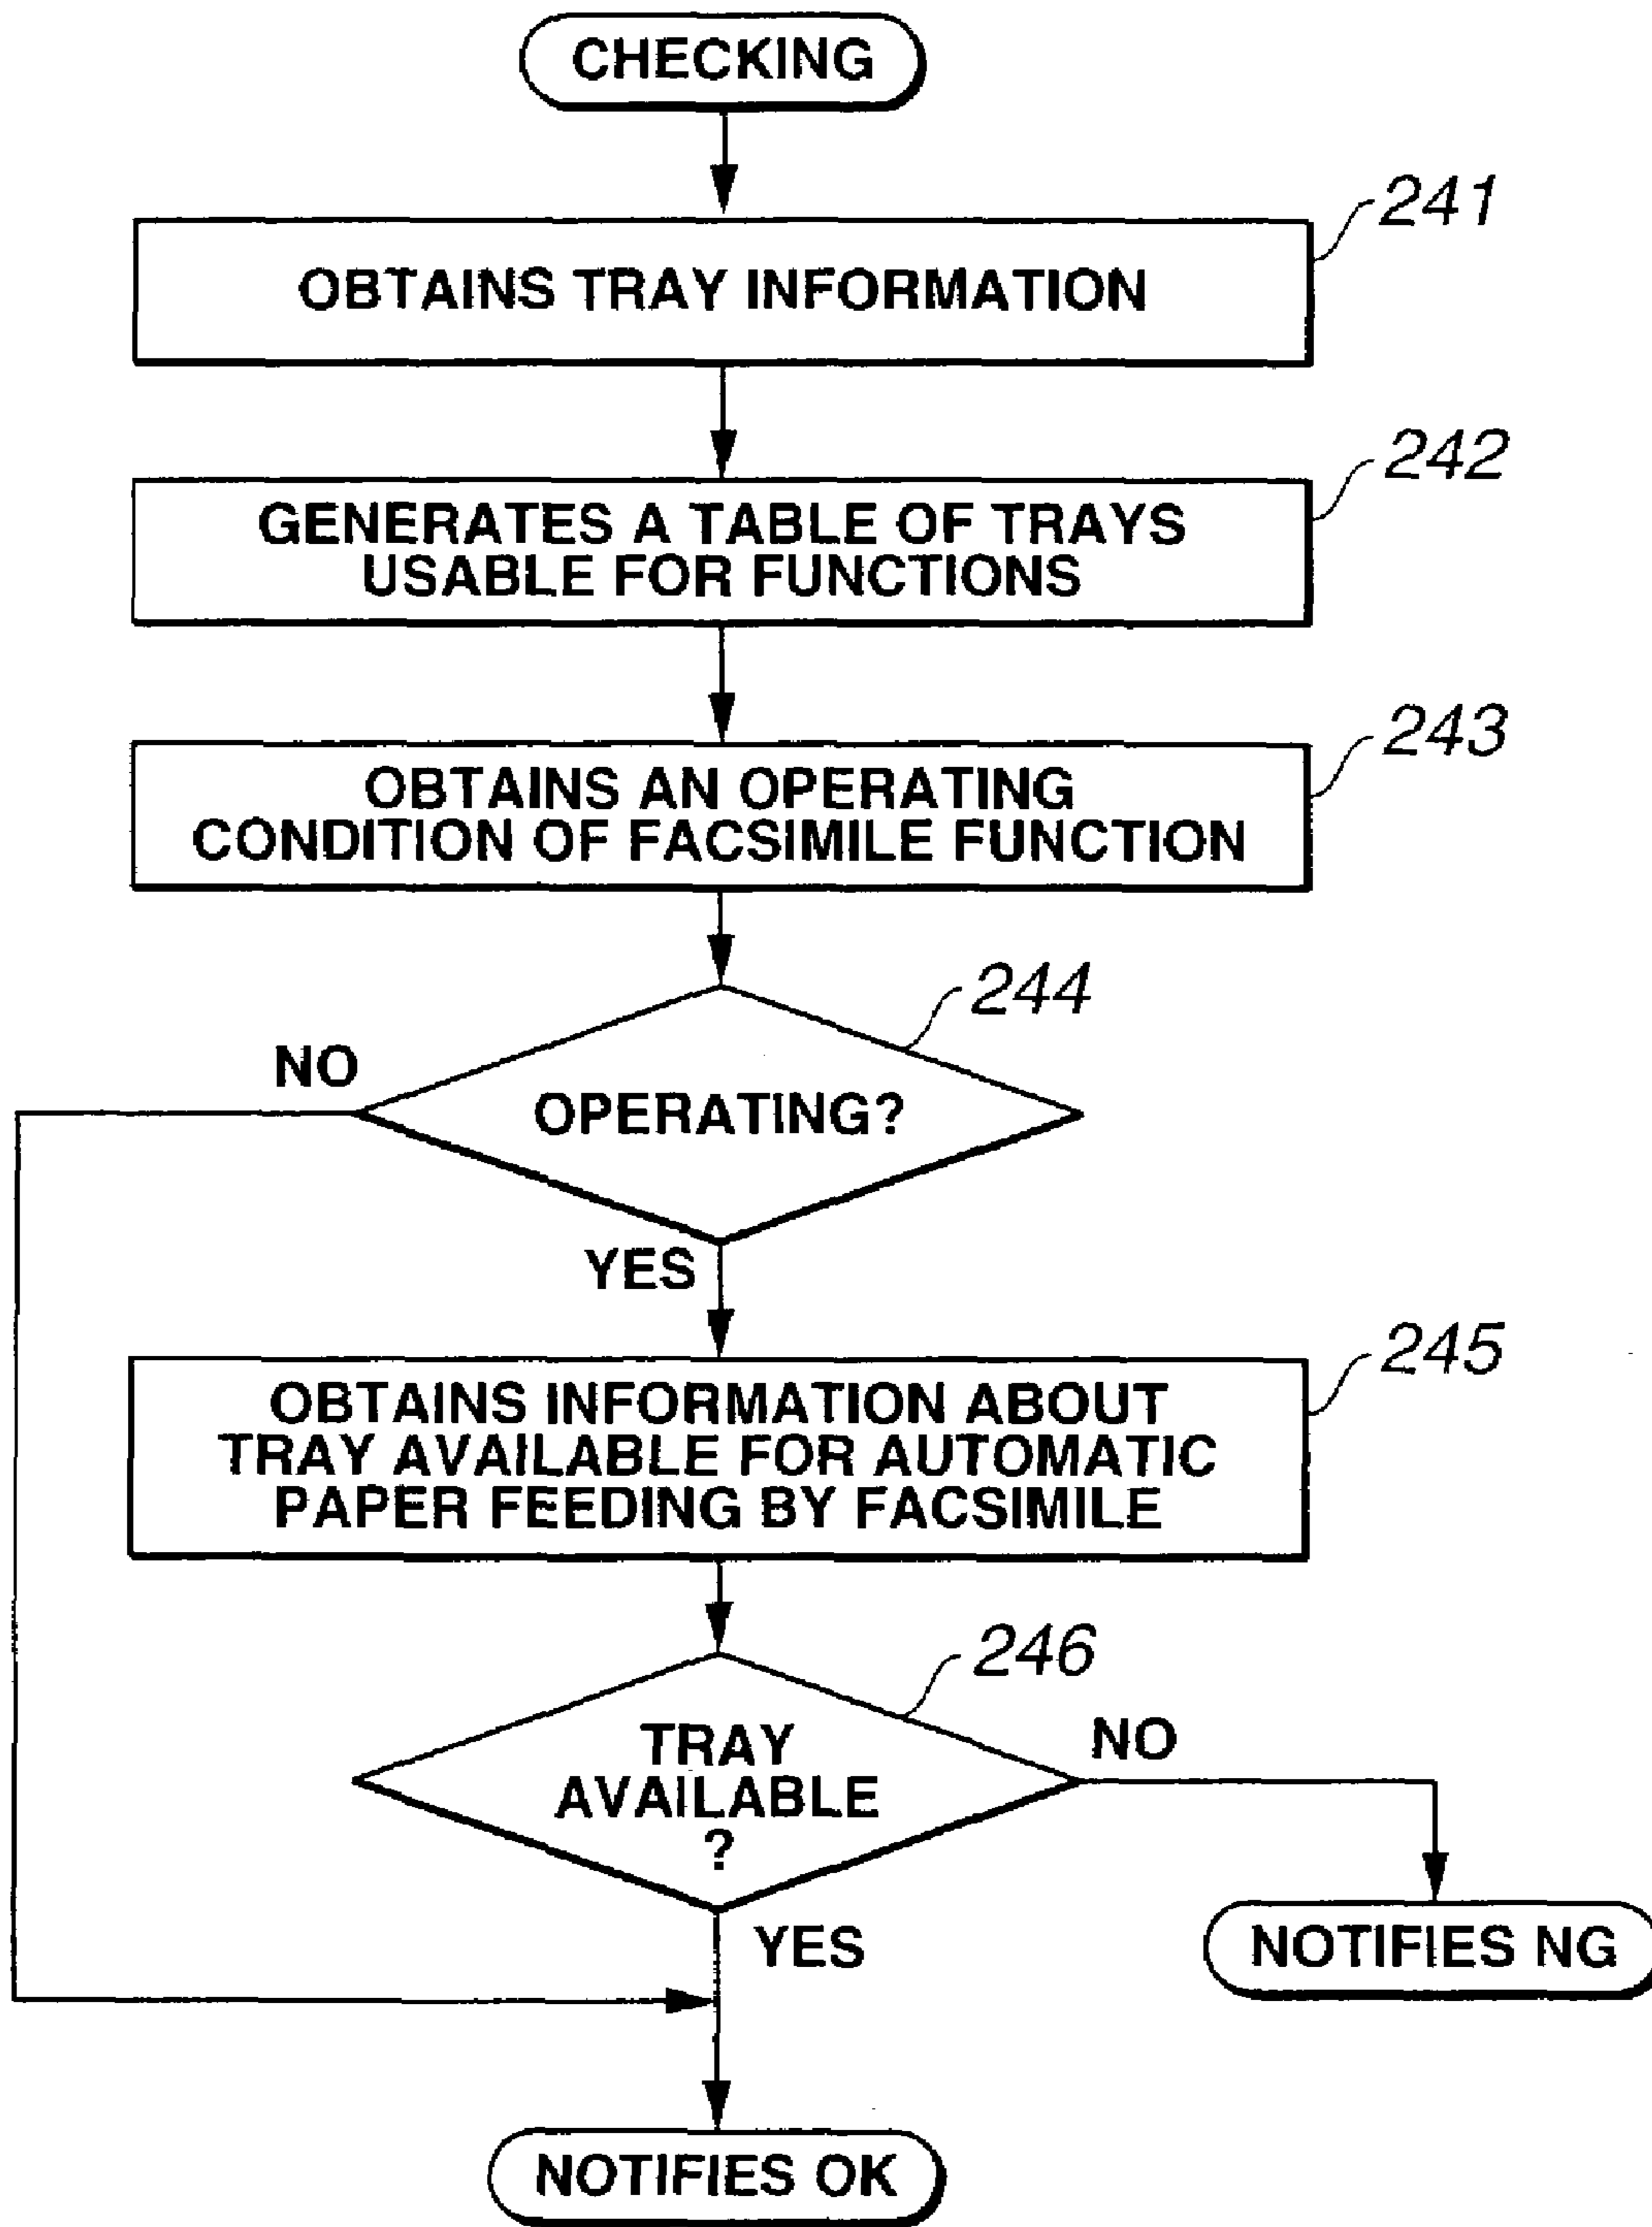 CHECKING
241
OBTAINS TRAY INFORMATION
242
GENERATES A TABLE OF TRAYS
USABLE FOR FUNCTIONS
243
OBTAINS AN OPERATING
CONDITION OF FACSIMILE FUNCTION
244
NO
OPERATING?
YES
245
OBTAINS INFORMATION ABOUT
TRAY AVAILABLE FOR AUTOMATIC
PAPER FEEDING BY FACSIMILE
246
TRAY
AVAILABLE
?
NO
YES
NOTIFIES NG
NOTIFIES OK